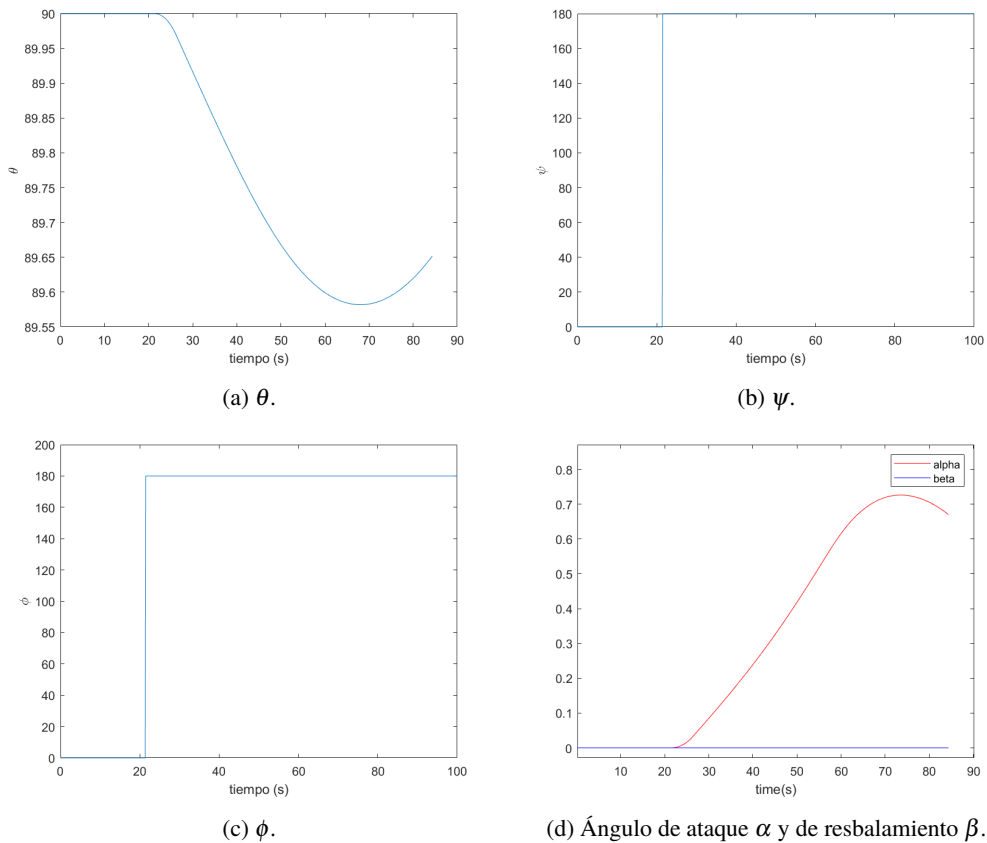 90
89.95
89.9
89.85
89.8
89.75
89.7
89.65
89.6
89.55
θ
0 10 20 30 40 50 60 70 80 90
tiempo (s)
(a) θ.
180
160
140
120
100
80
60
40
20
0
ψ
0 20 40 60 80 100
tiempo (s)
(b) ψ.
200
180
160
140
120
100
80
60
40
20
0
ϕ
0 20 40 60 80 100
tiempo (s)
(c) ϕ.
alpha
beta
0.8
0.7
0.6
0.5
0.4
0.3
0.2
0.1
0
10 20 30 40 50 60 70 80 90
time(s)
(d) Ángulo de ataque α y de resbalamiento β.